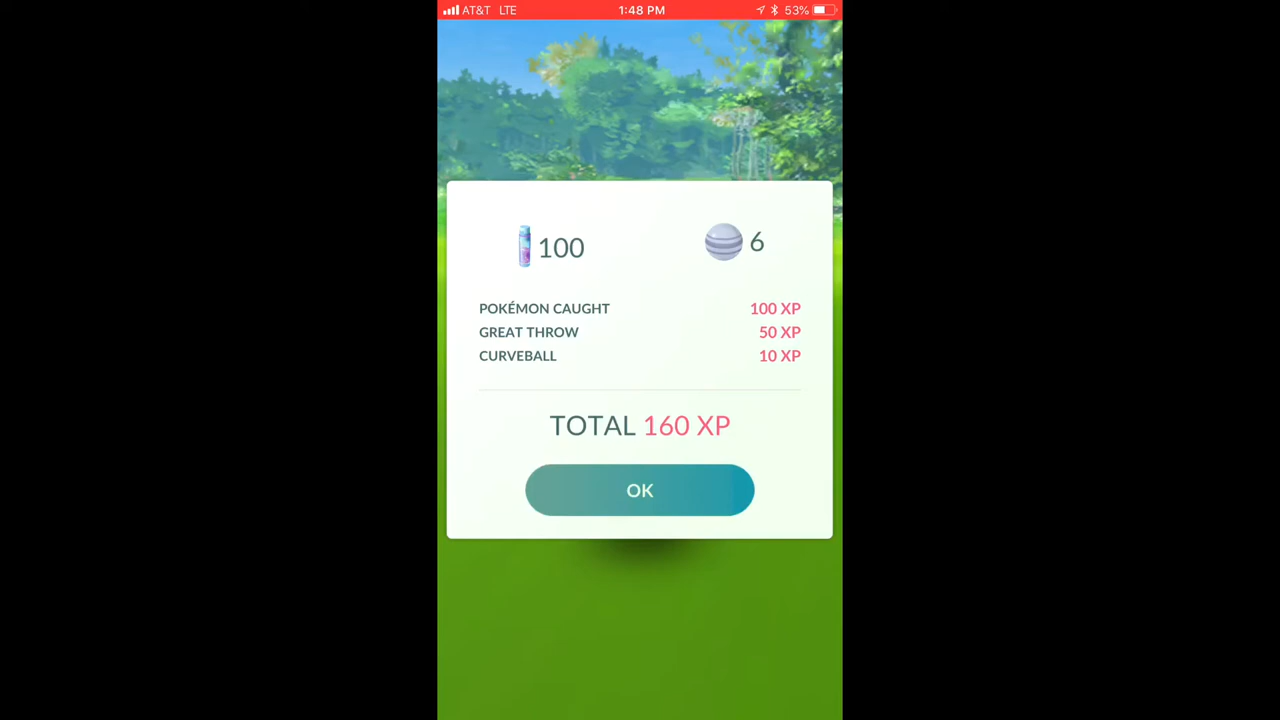 AT&T LTE 1:48 PM 53%
100 6
POKÉMON CAUGHT 100 XP
GREAT THROW 50 XP
CURVEBALL 10 XP
TOTAL 160 XP
OK